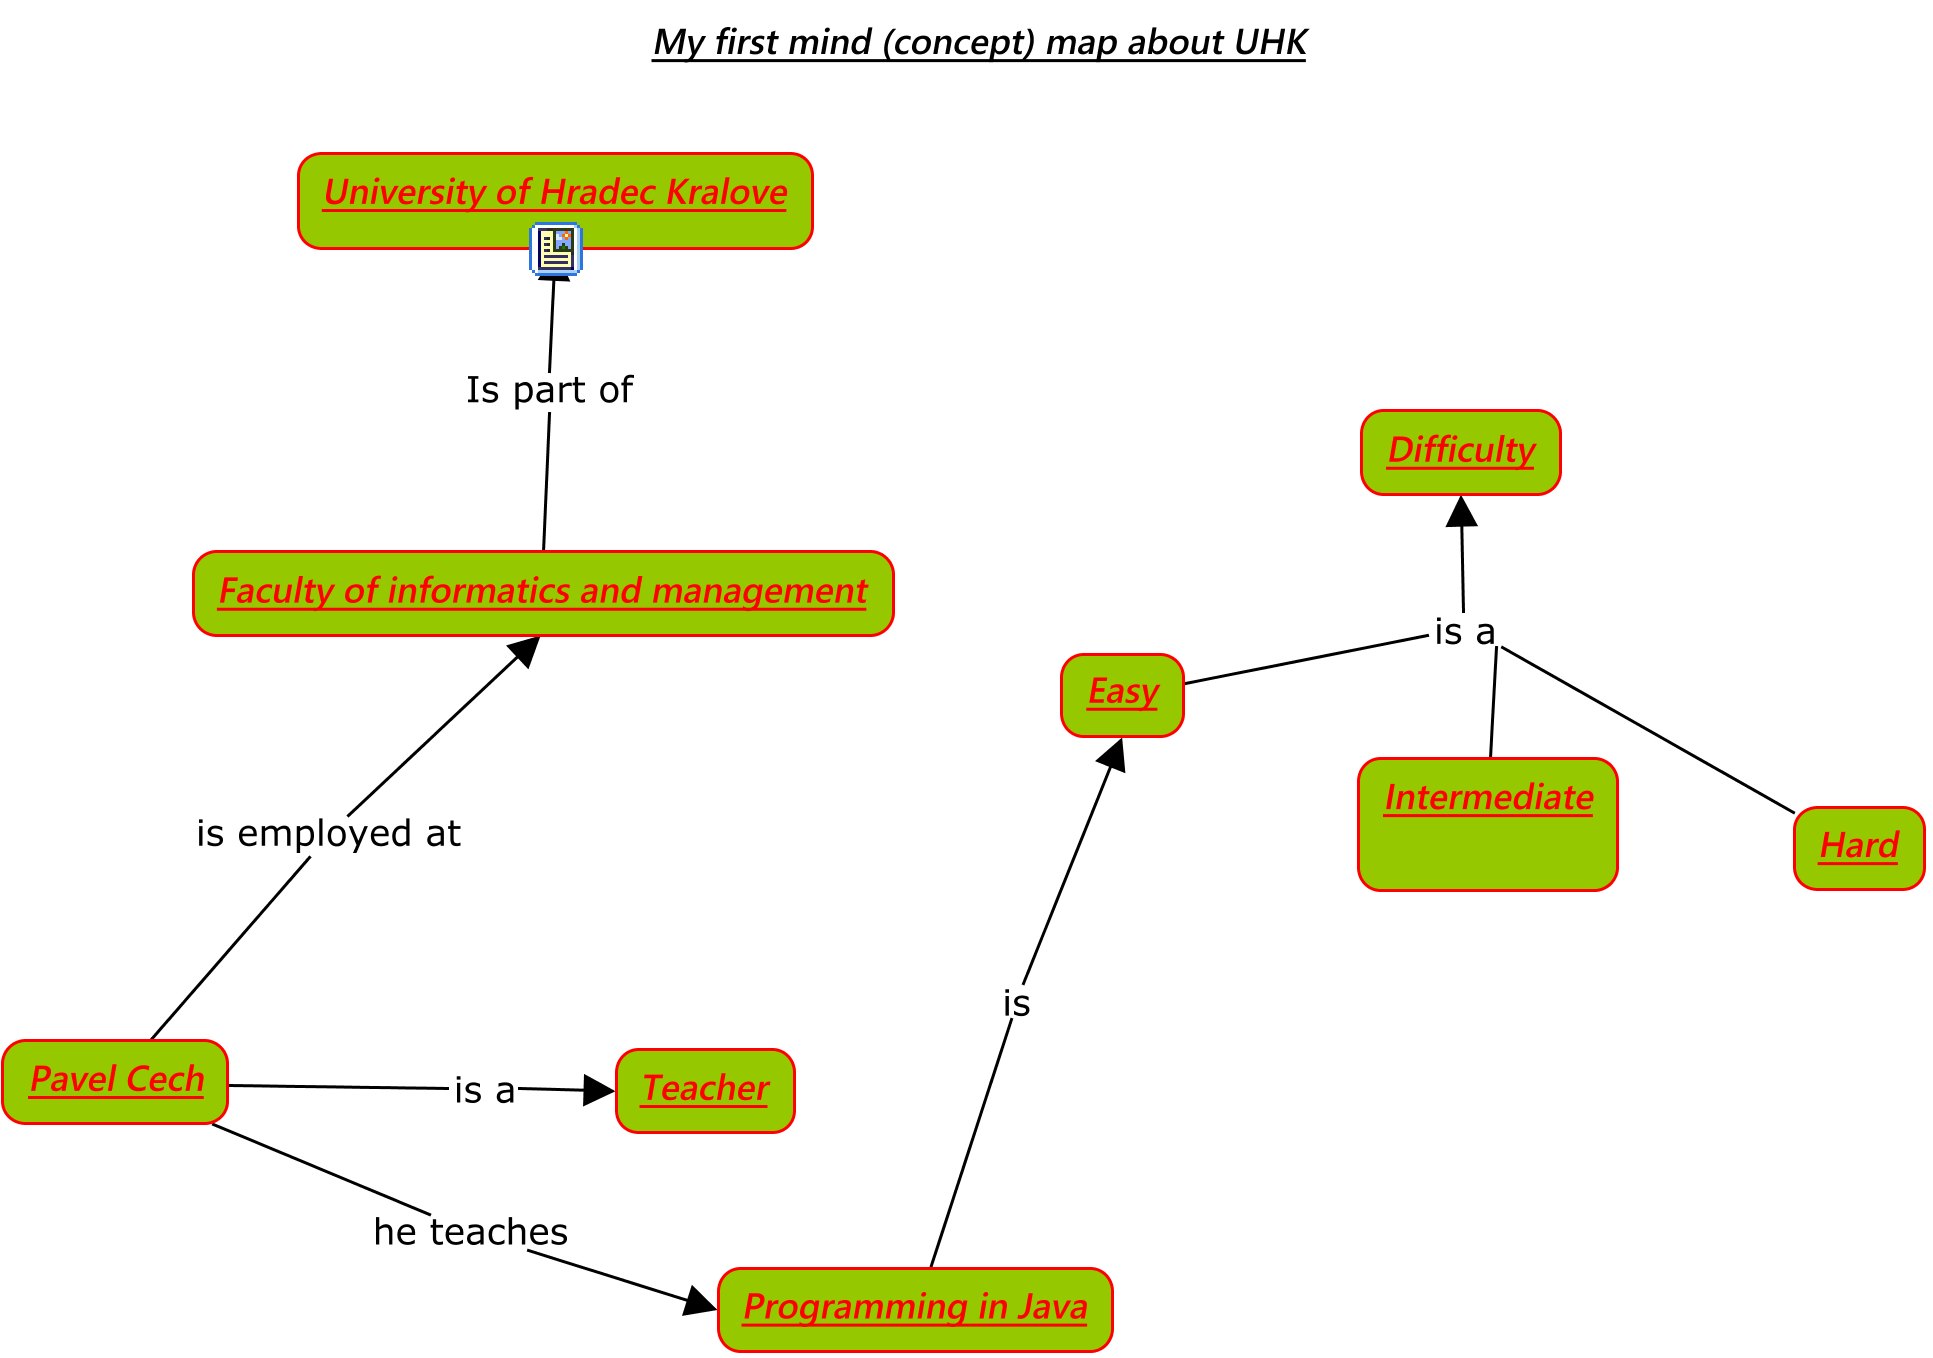 My first mind (concept) map about UHK
University of Hradec Kralove
Is part of
Difficulty
Faculty of informatics and management
is a
Easy
Intermediate
is employed at
Hard
is
Pavel Cech
is a
Teacher
he teaches
Programming in Java